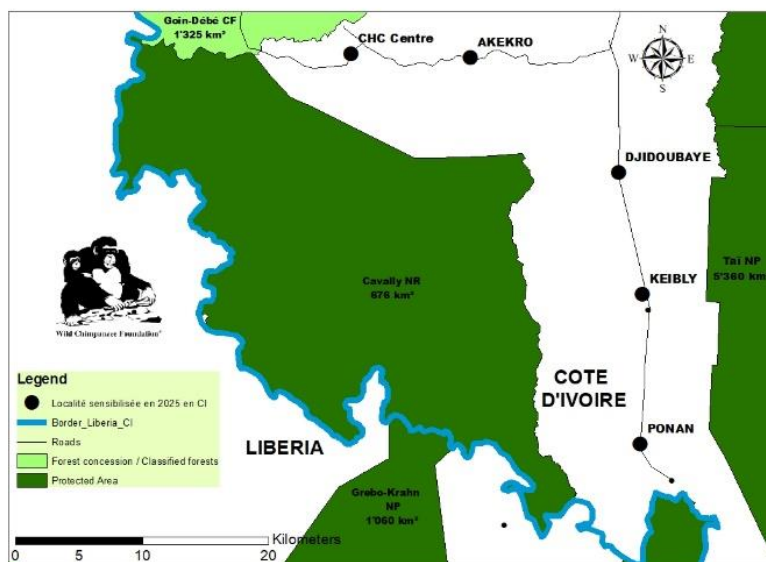 Goin-Débé CF
1'325 km²
CHC Centre
AKEKRO
N
W
E
S
DJIDOUBAYE
Taï NP
5'360 km²
Cavally NR
676 km²
KEIBLY
Wild Chimpanzee Foundation
Legend
Localité sensibilisée en 2025 en CI
Border_Liberia_CI
Roads
Forest concession / Classified forests
Protected Area
COTE
D'IVOIRE
LIBERIA
PONAN
Grebo-Krahn
NP
1'060 km²
Kilometers
0
5
10
20